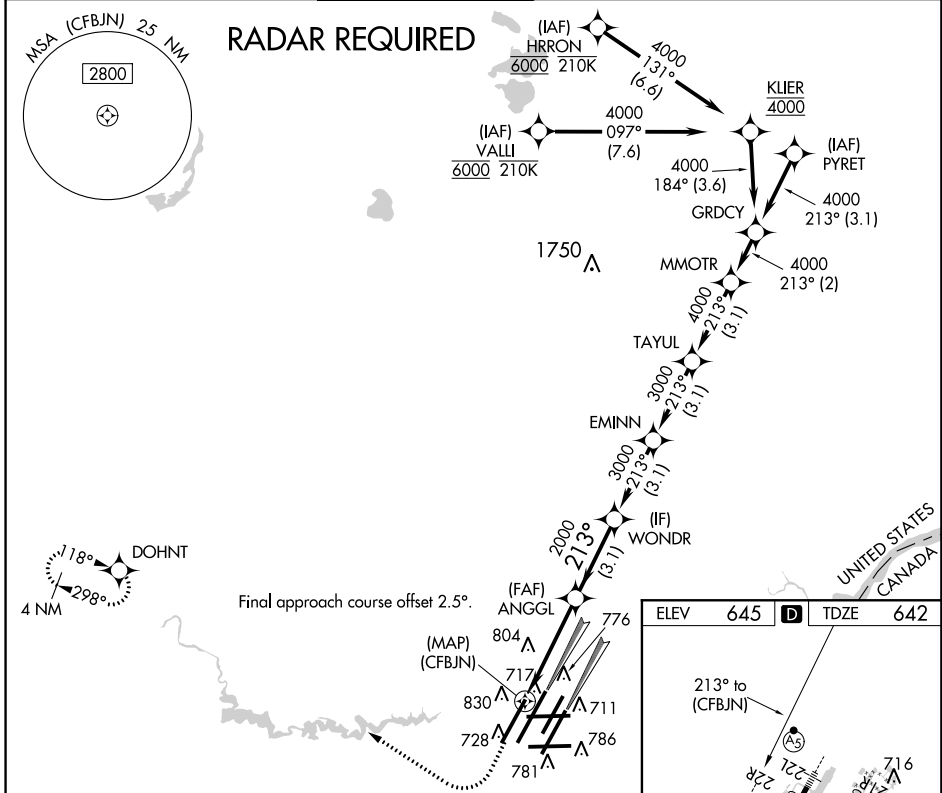 MSA (CFBJN) 25 NM
2800
RADAR REQUIRED
(IAF)
HRRON
6000 210K
4000
131°
(6.6)
KLIER
4000
(IAF)
VALLI
6000 210K
4000
097°
(7.6)
(IAF)
PYRET
4000
184° (3.6)
4000
213° (3.1)
GRDCY
1750
MMOTR
4000
213° (2)
4000
213°
(3.1)
TAYUL
3000
213°
(3.1)
EMINN
3000
213°
(3.1)
(IF)
WONDR
2000
213°
(3.1)
118°
DOHNT
298°
4 NM
UNITED STATES
CANADA
Final approach course offset 2.5°.
(FAF)
ANGGL
776
804
(MAP)
(CFBJN)
717
830
711
728
786
781
ELEV 645 D TDZE 642
213° to
(CFBJN)
A5
22R
22L
716